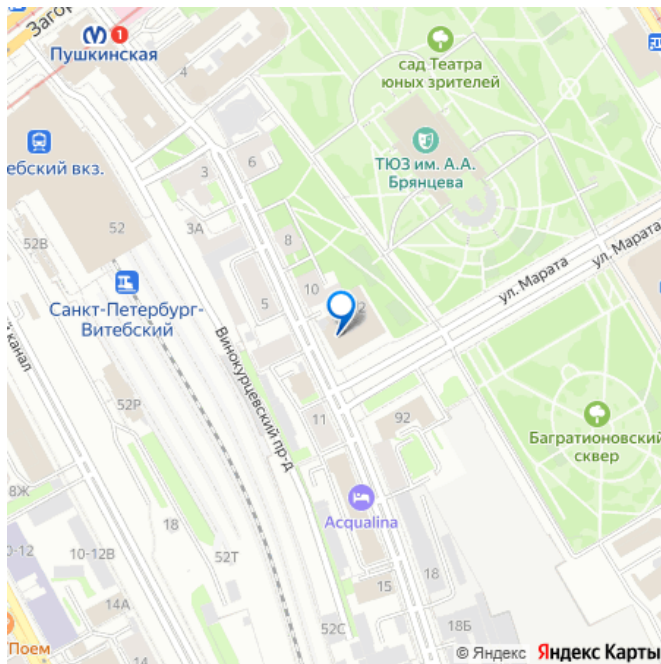 Загор
1
Пушкинская
4
сад Театра
юных зрителей
ТЮЗ им. А.А.
Брянцева
ебский вкз.
3
6
3А
52
52В
8
10
2
5
ул. Марата
ул. Марата
Санкт-Петербург-
Витебский
канал
Винокурцевский пр-д
52Р
11
92
Багратионовский
сквер
Acqualina
8Ж
18
10-12
10-12В
52Т
14А
15
18
18Б
52С
Поем
© Яндекс Яндекс Карты